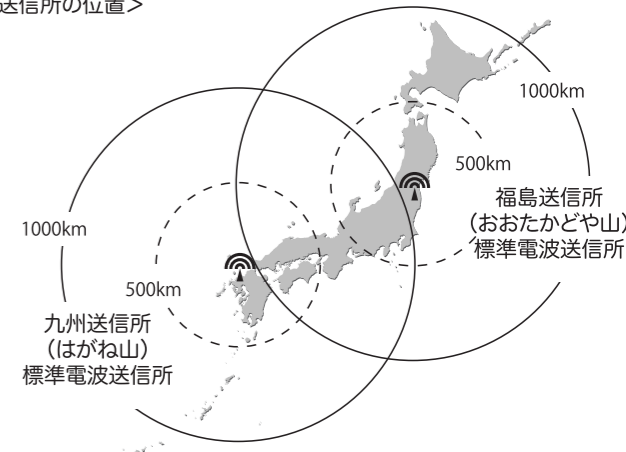 送信所の位置＞
1000km
500km
福島送信所
（おおたかどや山）
標準電波送信所
1000km
500km
九州送信所
（はがね山）
標準電波送信所